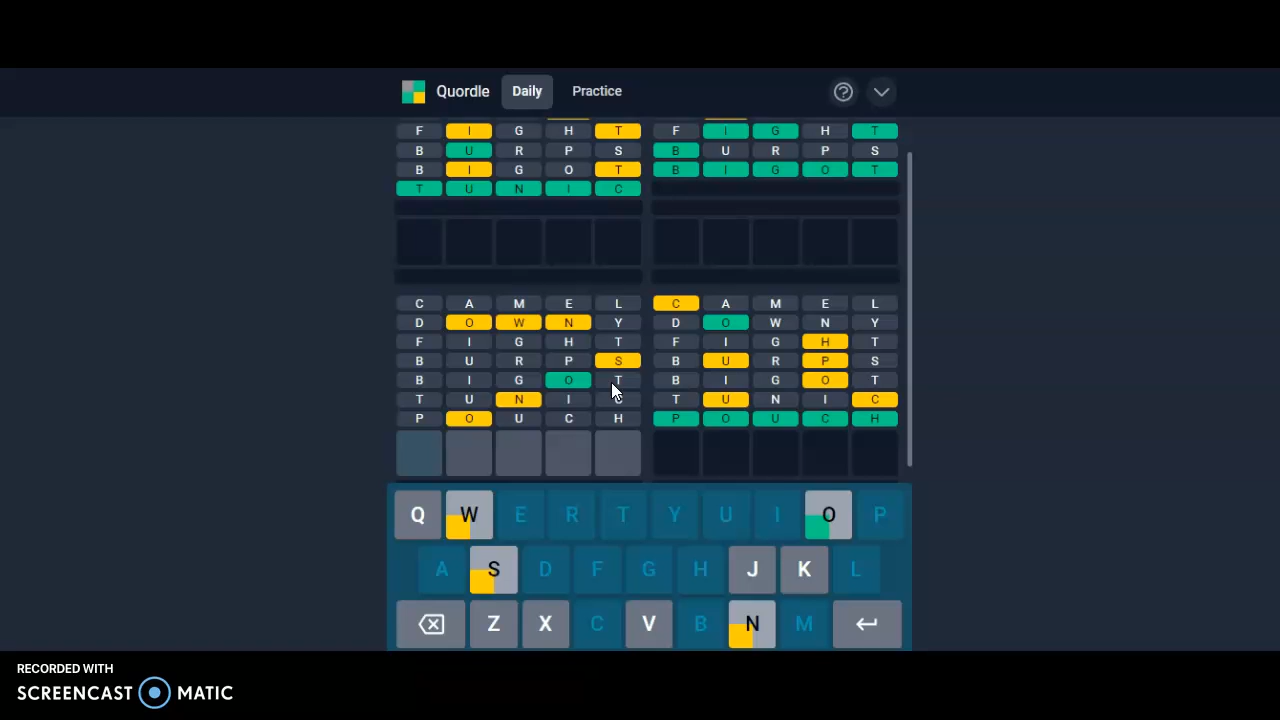 Quordle Daily Practice
F I G H T F I G H T
B U R P S B U R P S
B I G O T B I G O T
T U N I C
C A M E L C A M E L
D O W N Y D O W N Y
F I G H T F I G H T
B U R P S B U R P S
B I G O T B I G O T
T U N I C T U N I C
P O U C H P O U C H
Q W E R T Y U I O P
A S D F G H J K L
Z X C V B N M
RECORDED WITH
SCREENCAST MATIC